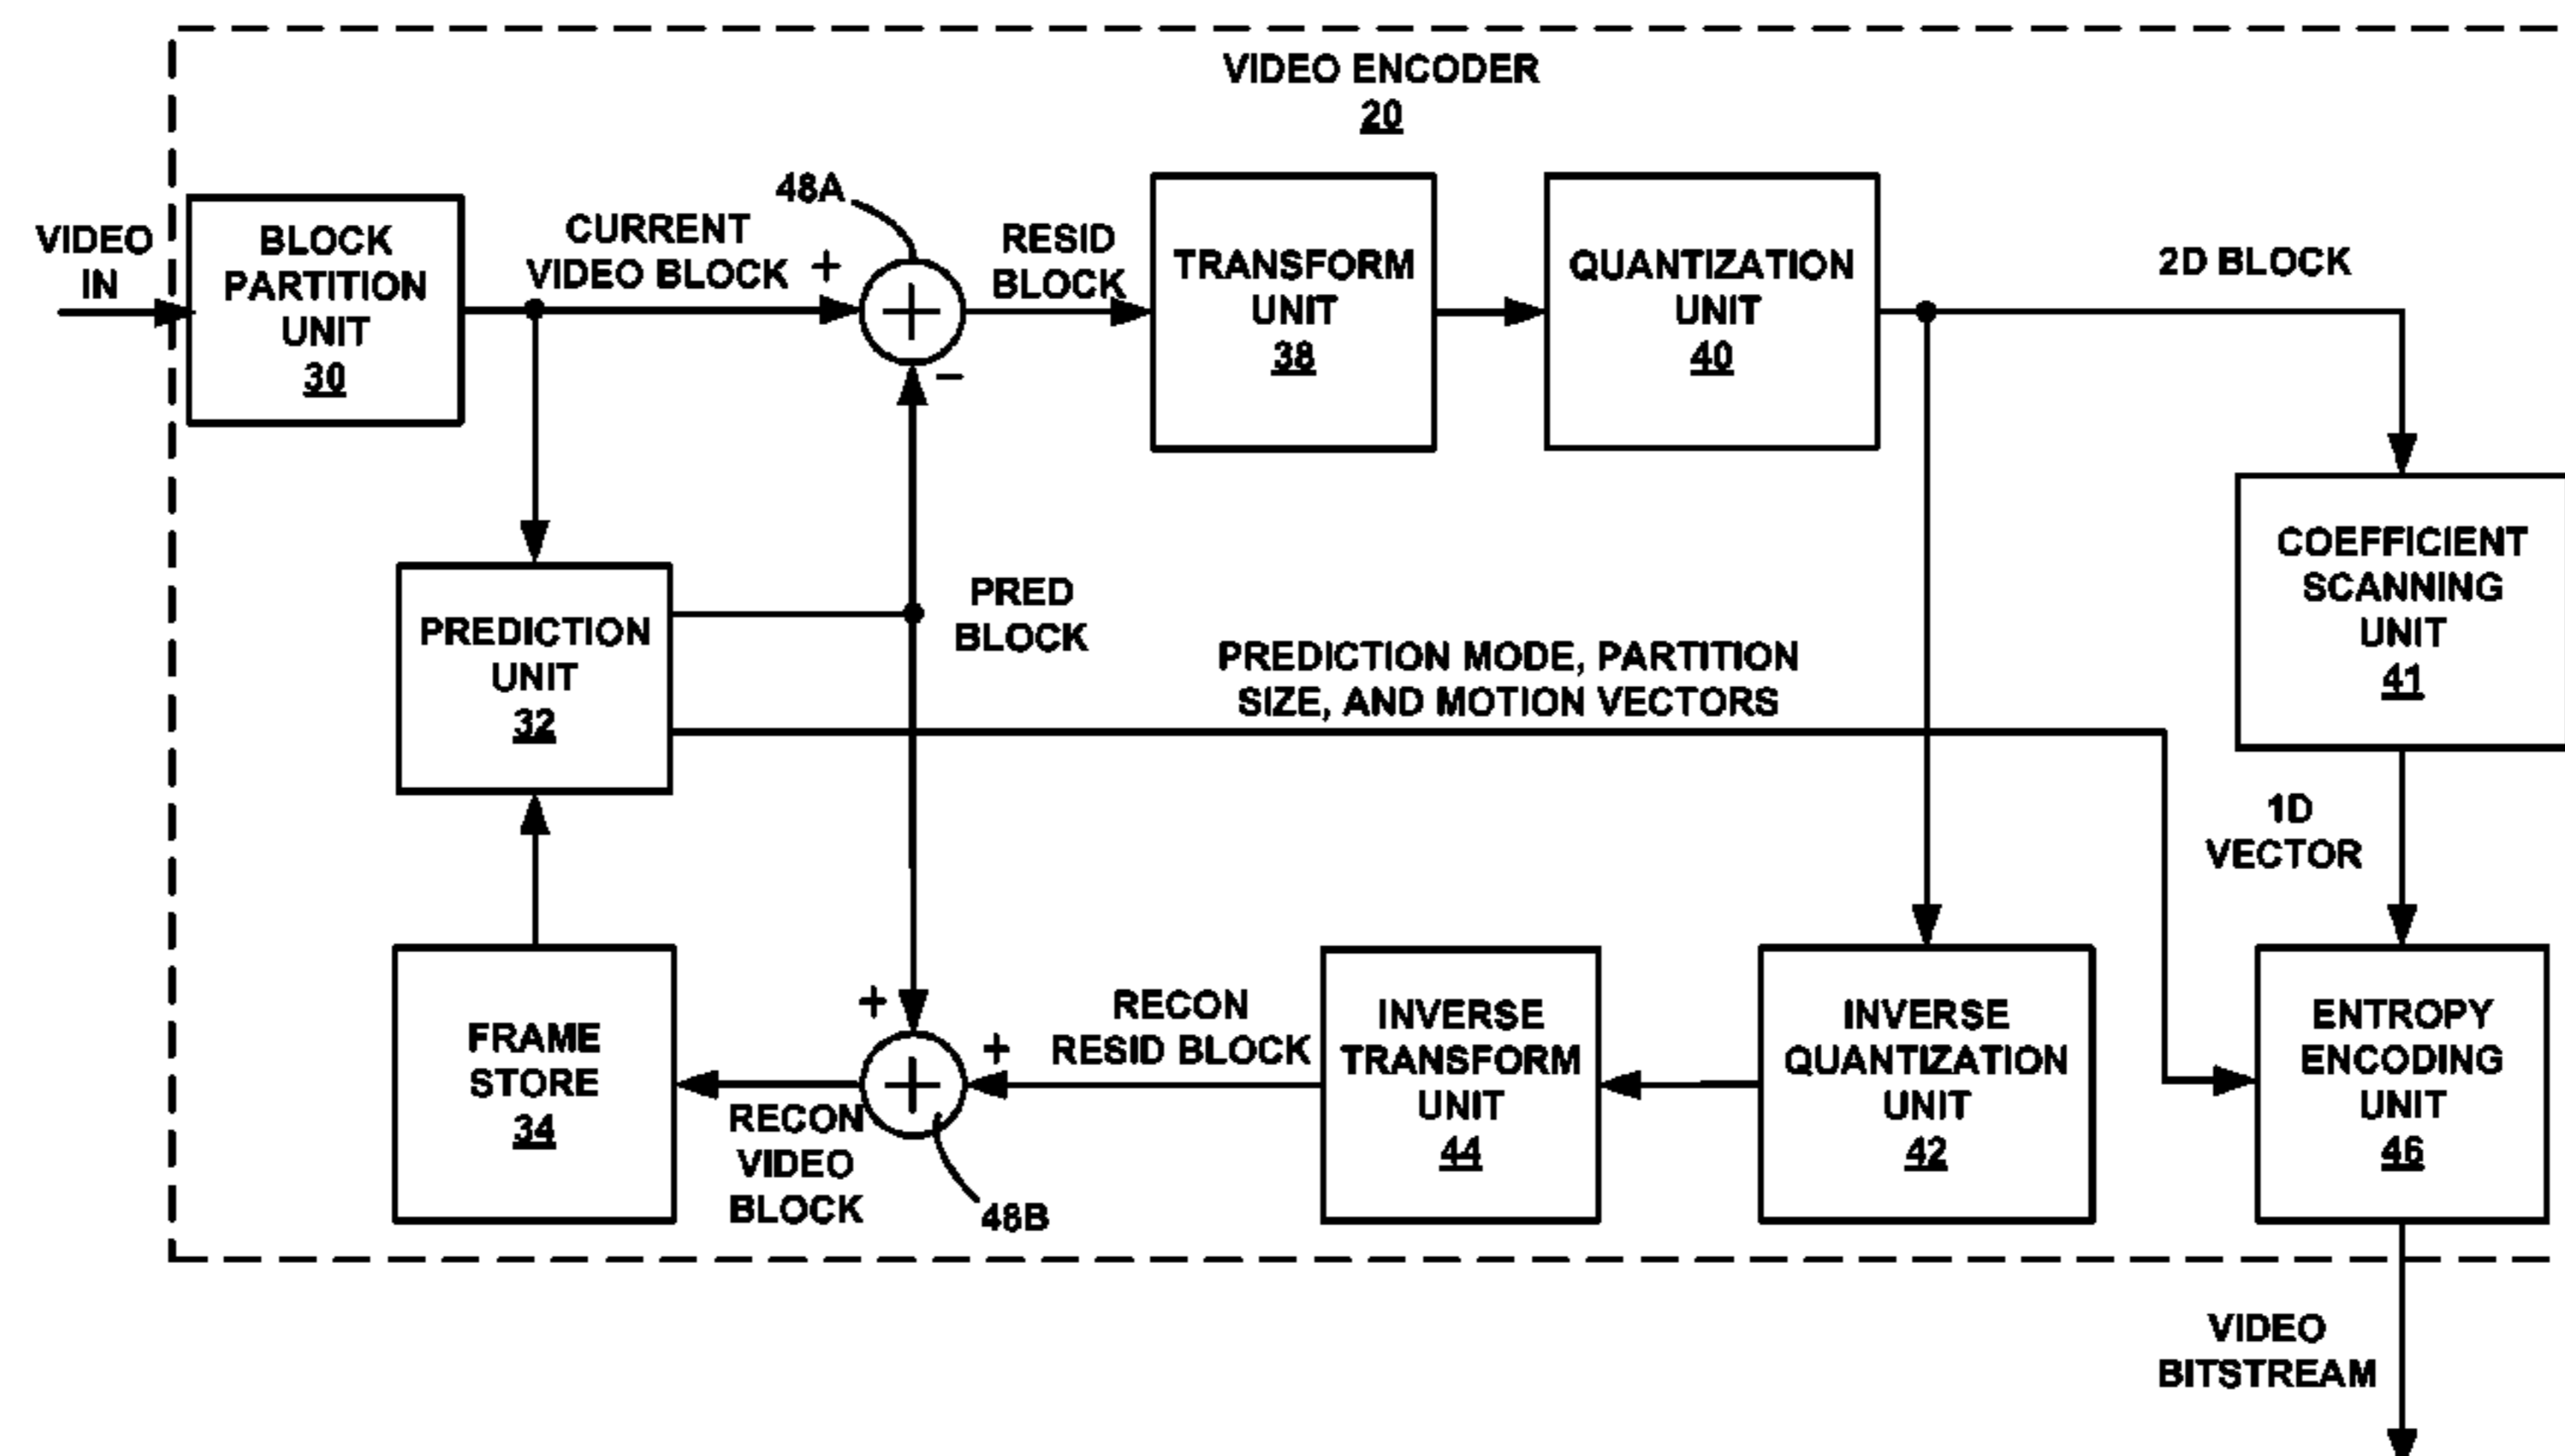 VIDEO ENCODER
20
VIDEO
IN
BLOCK
PARTITION
UNIT
30
CURRENT
VIDEO BLOCK
+
48A
+
−
RESID
BLOCK
TRANSFORM
UNIT
38
QUANTIZATION
UNIT
40
2D BLOCK
COEFFICIENT
SCANNING
UNIT
41
PREDICTION
UNIT
32
PRED
BLOCK
PREDICTION MODE, PARTITION
SIZE, AND MOTION VECTORS
1D
VECTOR
FRAME
STORE
34
RECON
VIDEO
BLOCK
+
+
+
48B
RECON
RESID BLOCK
INVERSE
TRANSFORM
UNIT
44
INVERSE
QUANTIZATION
UNIT
42
ENTROPY
ENCODING
UNIT
46
VIDEO
BITSTREAM